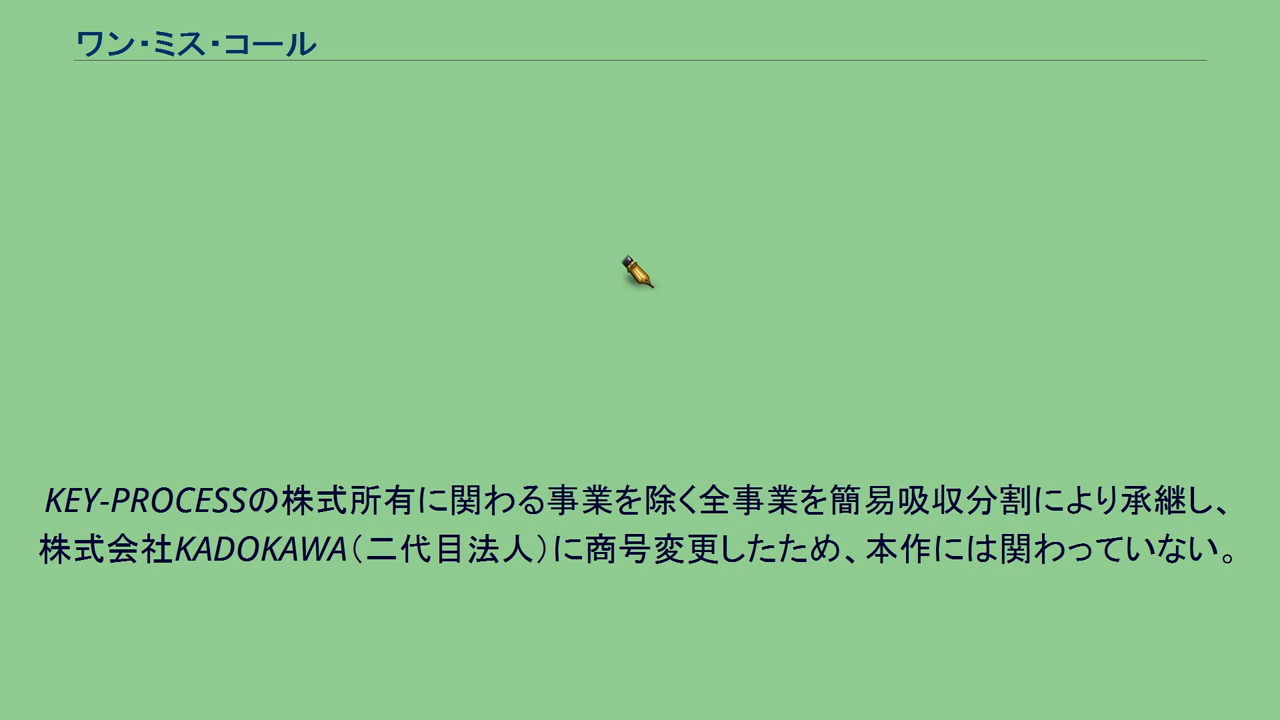 ワン・ミス・コール
KEY-PROCESSの株式所有に関わる事業を除く全事業を簡易吸収分割により承継し、
株式会社KADOKAWA（二代目法人）に商号変更したため、本作には関わっていない。